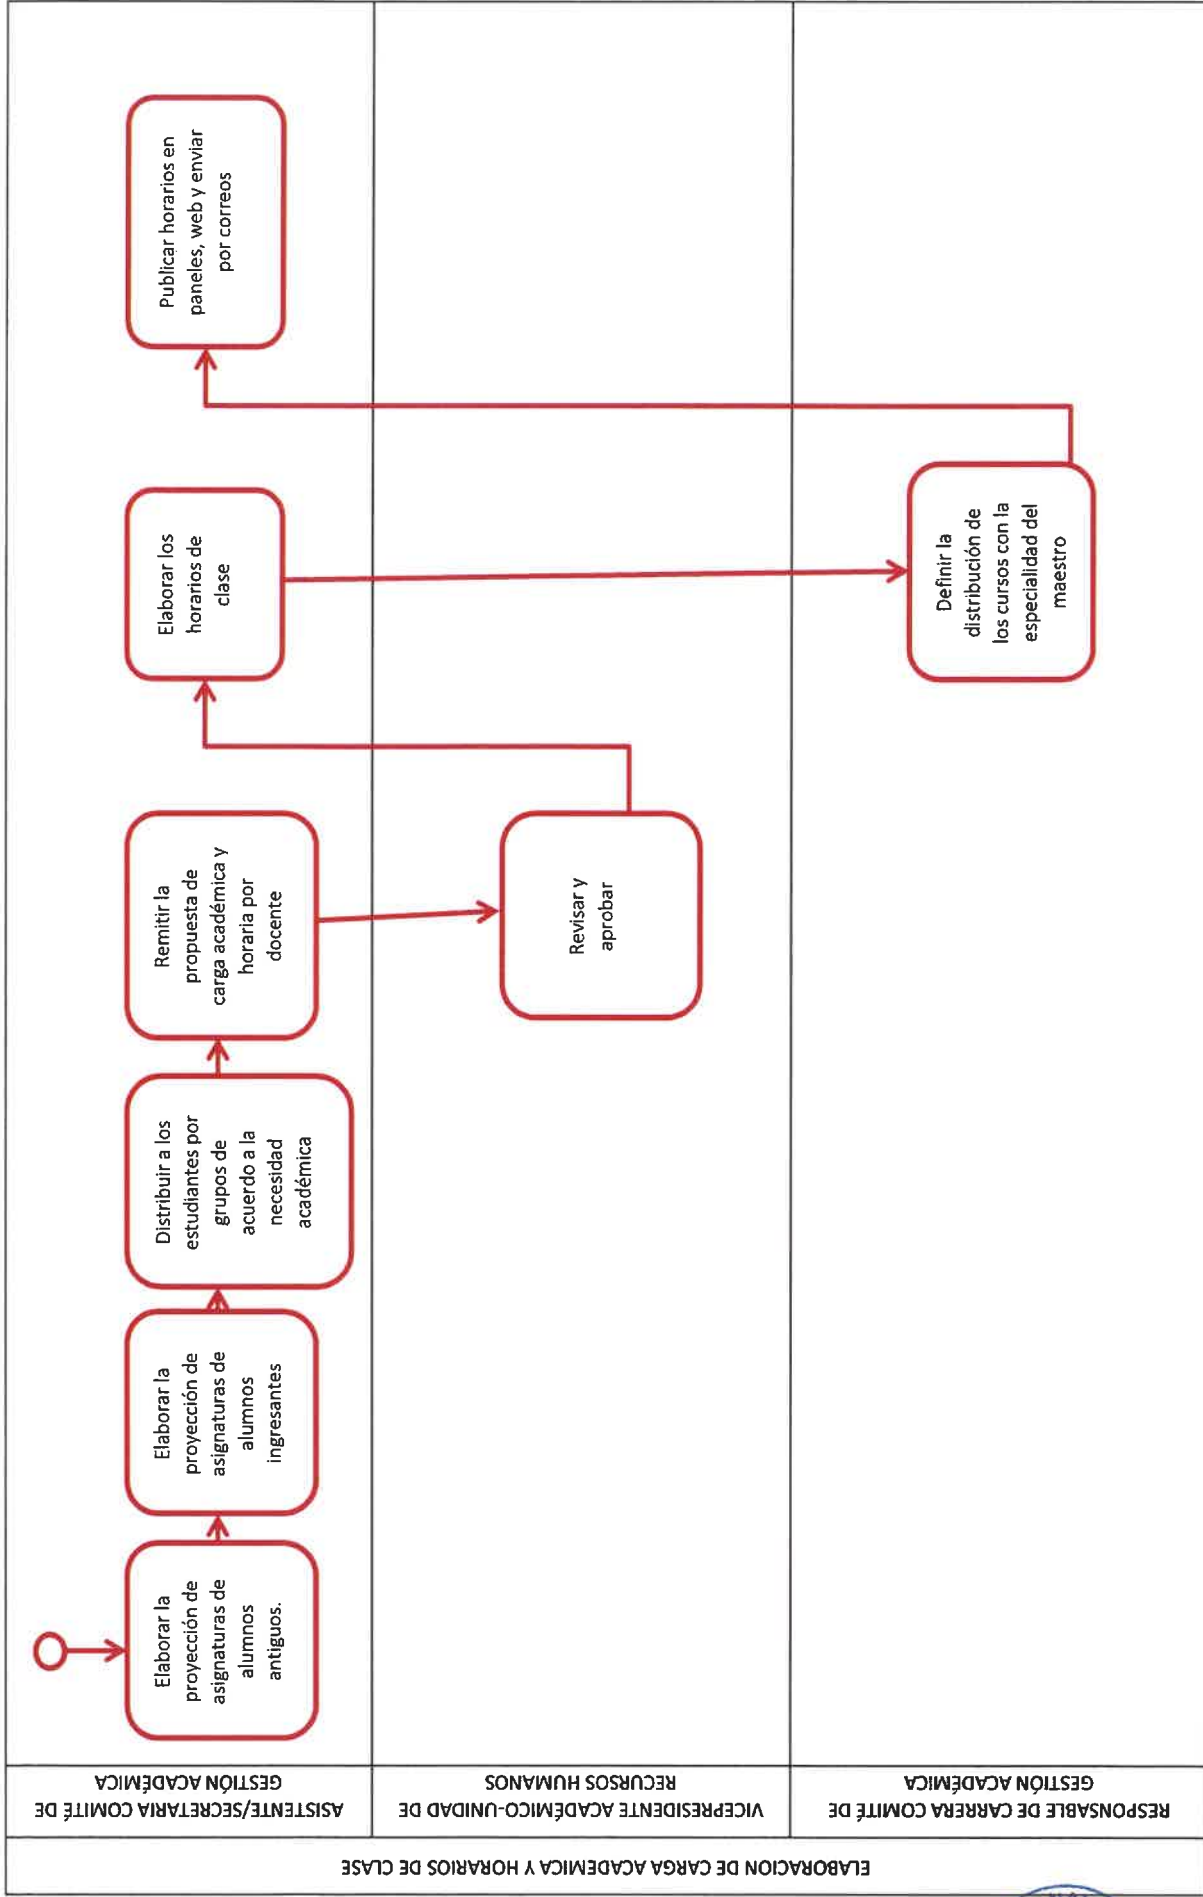 ELABORACION DE CARGA ACADEMICA Y HORARIOS DE CLASE
ASISTENTE/SECRETARIA COMITÉ DE
GESTIÓN ACADÉMICA
VICEPRESIDENTE ACADÉMICO-UNIDAD DE
RECURSOS HUMANOS
RESPONSABLE DE CARRERA COMITÉ DE
GESTIÓN ACADÉMICA
Elaborar la
proyección de
asignaturas de
alumnos
antiguos.
Elaborar la
proyección de
asignaturas de
alumnos
ingresantes
Distribuir a los
estudiantes por
grupos de
acuerdo a la
necesidad
académica
Remitir la
propuesta de
carga académica y
horaria por
docente
Revisar y
aprobar
Elaborar los
horarios de
clase
Definir la
distribución de
los cursos con la
especialidad del
maestro
Publicar horarios en
paneles, web y enviar
por correos